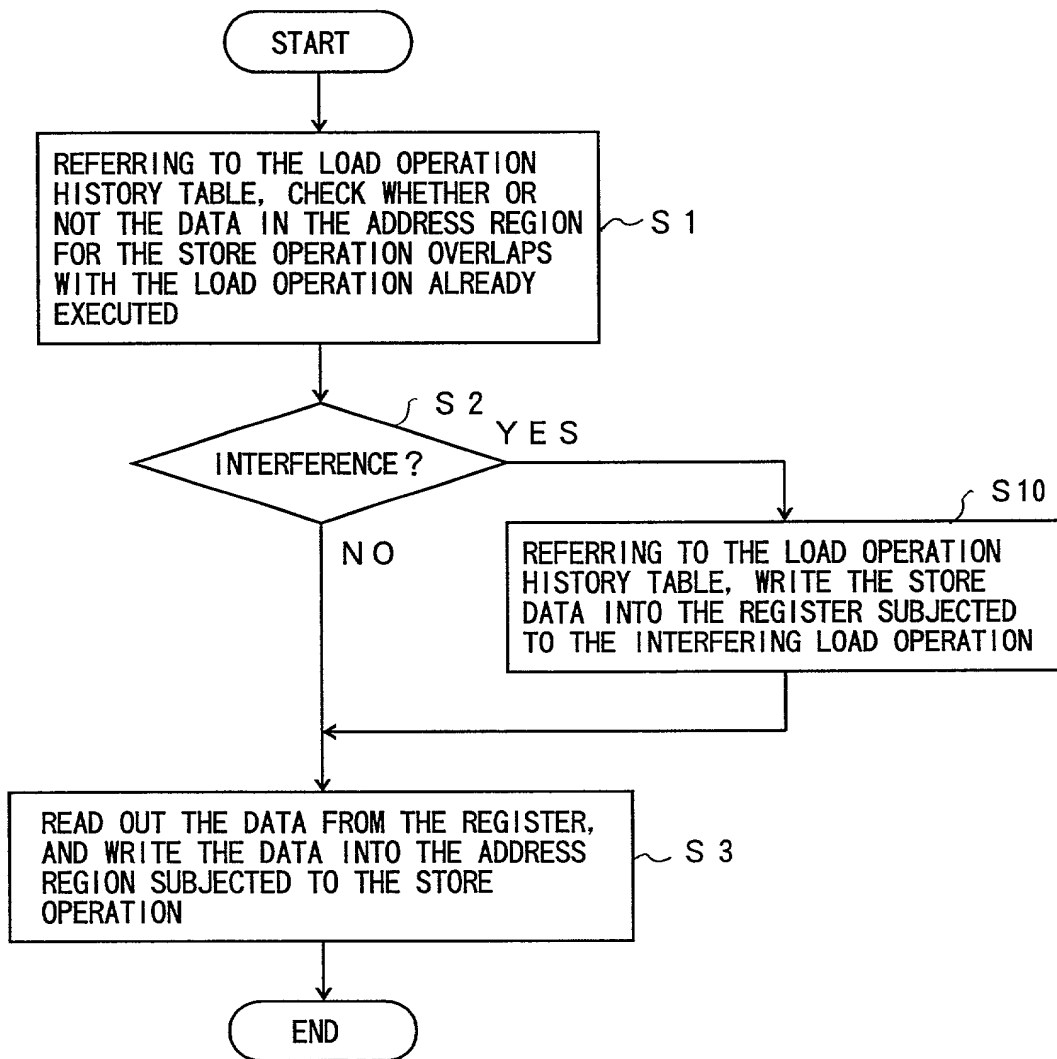 START
REFERRING TO THE LOAD OPERATION
HISTORY TABLE, CHECK WHETHER OR
NOT THE DATA IN THE ADDRESS REGION
FOR THE STORE OPERATION OVERLAPS
WITH THE LOAD OPERATION ALREADY
EXECUTED
S 1
S 2
INTERFERENCE?
YES
NO
S10
REFERRING TO THE LOAD OPERATION
HISTORY TABLE, WRITE THE STORE
DATA INTO THE REGISTER SUBJECTED
TO THE INTERFERING LOAD OPERATION
READ OUT THE DATA FROM THE REGISTER,
AND WRITE THE DATA INTO THE ADDRESS
REGION SUBJECTED TO THE STORE
OPERATION
S 3
END